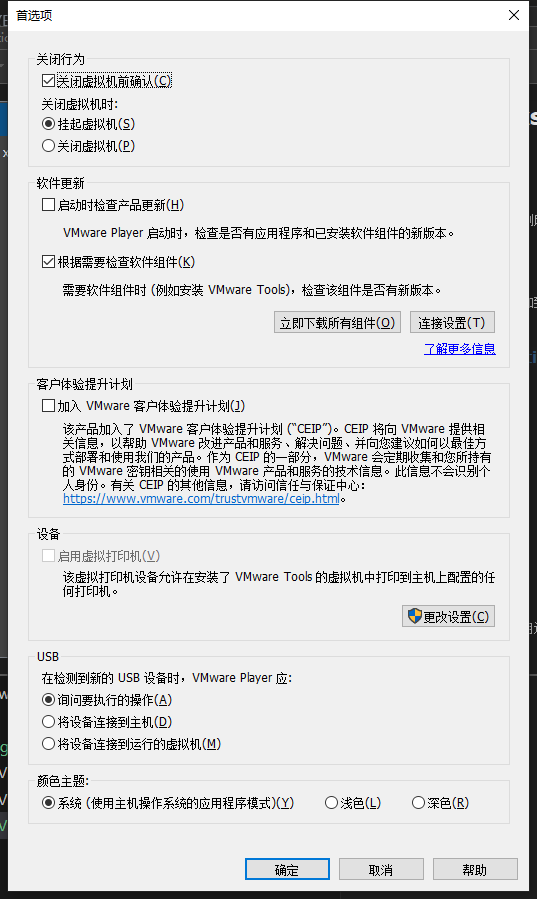 首选项
关闭行为
关闭虚拟机前确认(C)
关闭虚拟机时:
挂起虚拟机(S)
关闭虚拟机(P)
软件更新
启动时检查产品更新(H)
VMware Player 启动时，检查是否有应用程序和已安装软件组件的新版本。
根据需要检查软件组件(K)
需要软件组件时 (例如安装 VMware Tools)，检查该组件是否有新版本。
立即下载所有组件(O) 连接设置(T)
了解更多信息
客户体验提升计划
加入 VMware 客户体验提升计划(J)
该产品加入了 VMware 客户体验提升计划 (“CEIP”)。CEIP 将向 VMware 提供相
关信息，以帮助 VMware 改进产品和服务、解决问题、并向您建议如何以最佳方
式部署和使用我们的产品。作为 CEIP 的一部分，VMware 会定期收集和您所持有
的 VMware 密钥相关的使用 VMware 产品和服务的技术信息。此信息不会识别个
人身份。有关 CEIP 的其他信息，请访问信任与保证中心：
https://www.vmware.com/trustvmware/ceip.html。
设备
启用虚拟打印机(V)
该虚拟打印机设备允许在安装了 VMware Tools 的虚拟机中打印到主机上配置的任
何打印机。
更改设置(C)
USB
在检测到新的 USB 设备时，VMware Player 应:
询问要执行的操作(A)
将设备连接到主机(D)
将设备连接到运行的虚拟机(M)
颜色主题:
系统 (使用主机操作系统的应用程序模式)(Y) 浅色(L) 深色(R)
确定 取消 帮助